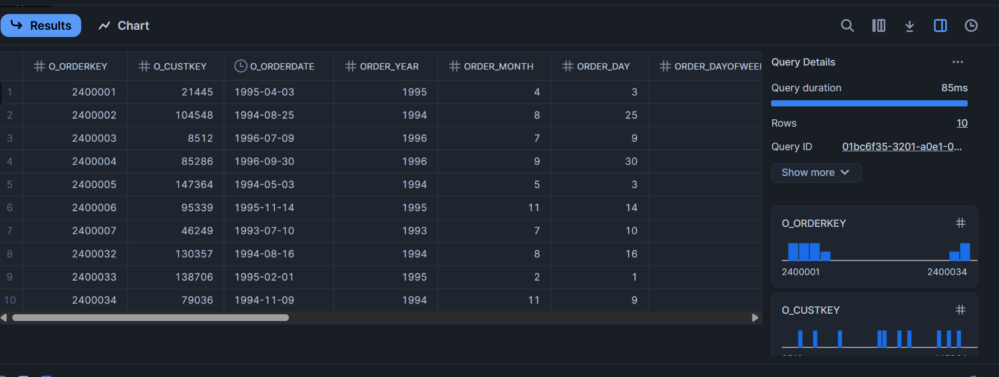 Results Chart
O_ORDERKEY O_CUSTKEY O_ORDERDATE ORDER_YEAR ORDER_MONTH ORDER_DAY ORDER_DAYOFWEE
1 2400001 21445 1995-04-03 1995 4 3
2 2400002 104548 1994-08-25 1994 8 25
3 2400003 8512 1996-07-09 1996 7 9
4 2400004 85286 1996-09-30 1996 9 30
5 2400005 147364 1994-05-03 1994 5 3
6 2400006 95339 1995-11-14 1995 11 14
7 2400007 46249 1993-07-10 1993 7 10
8 2400032 130357 1994-08-16 1994 8 16
9 2400033 138706 1995-02-01 1995 2 1
10 2400034 79036 1994-11-09 1994 11 9
Query Details
Query duration 85ms
Rows 10
Query ID 01bc6f35-3201-a0e1-0...
Show more
O_ORDERKEY
2400001 2400034
O_CUSTKEY